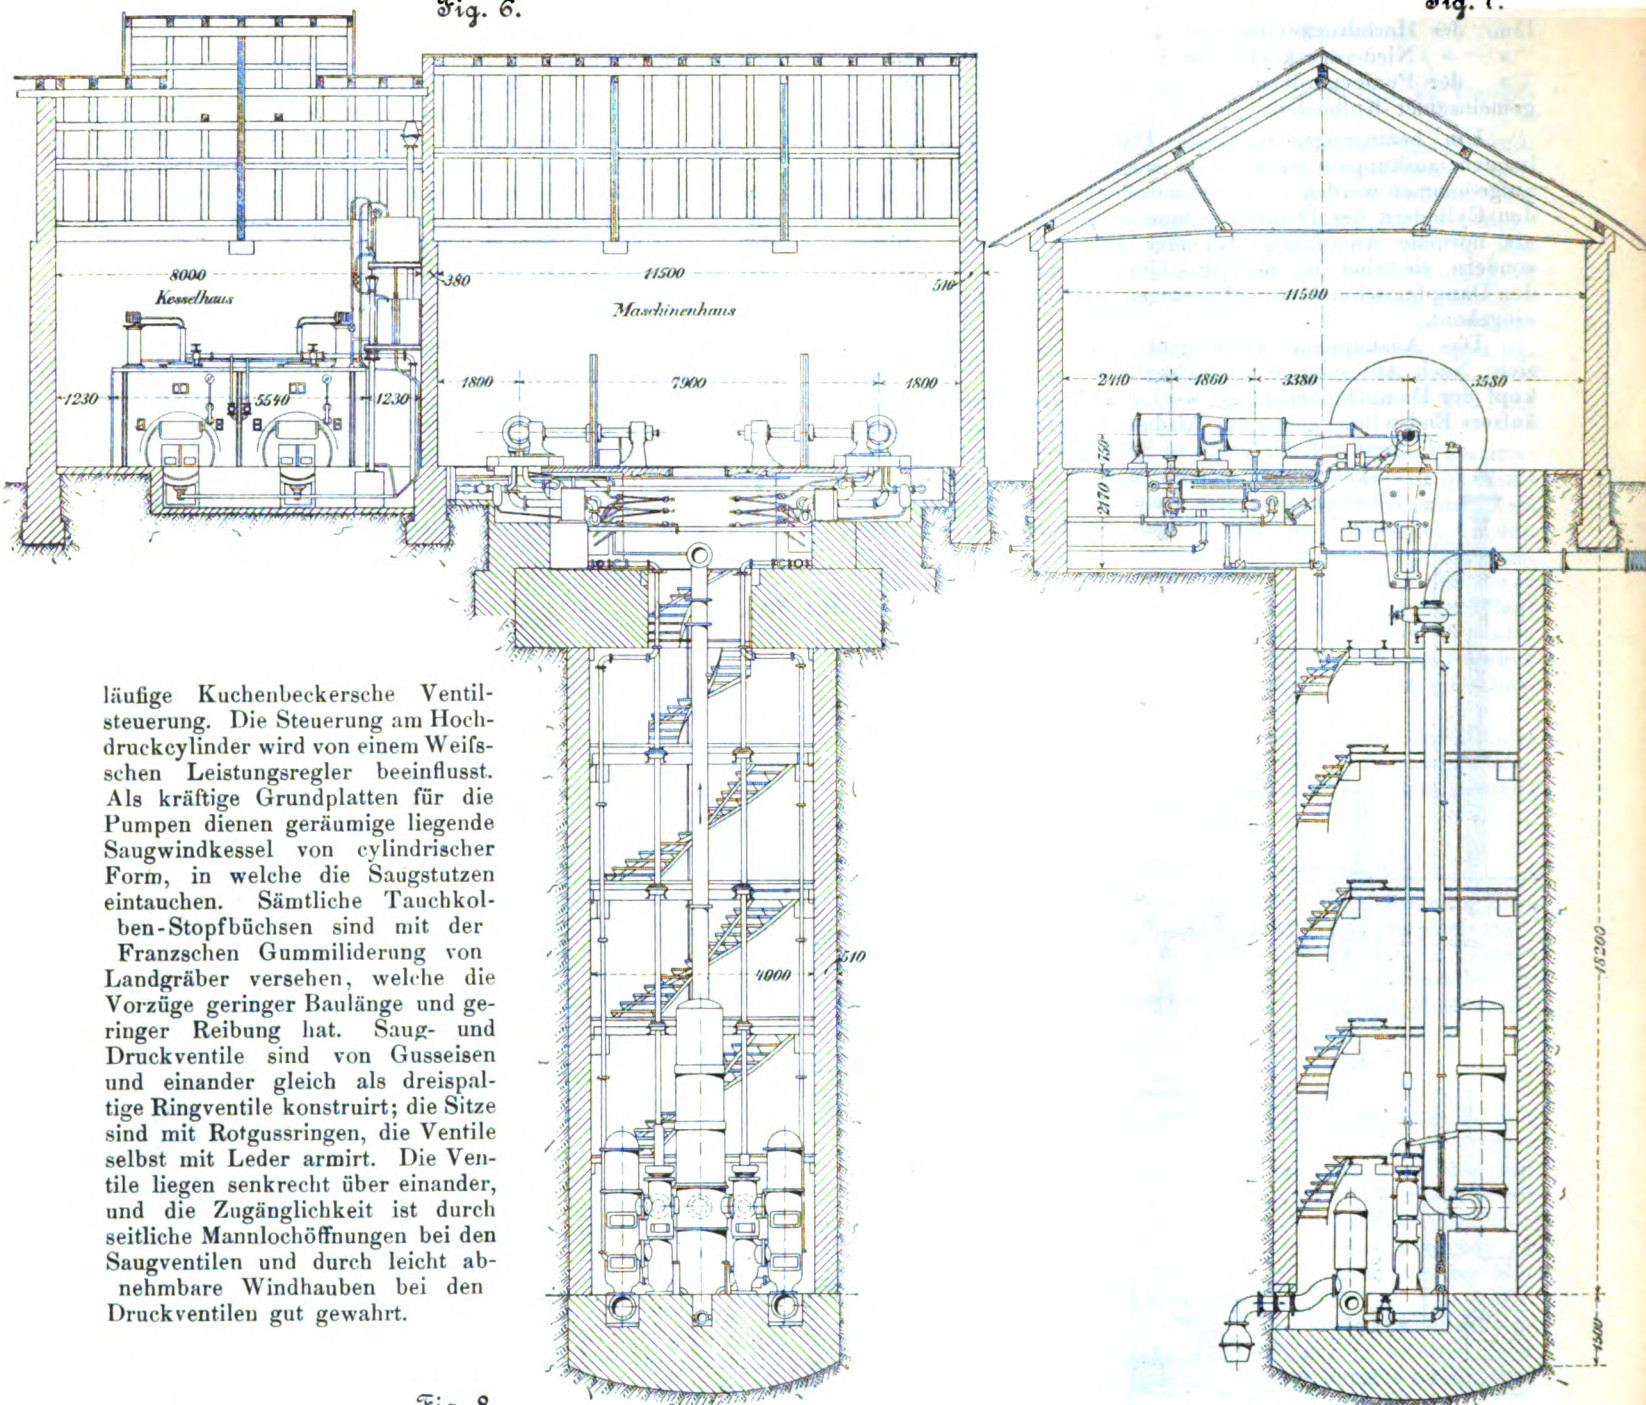 Fig. 6.
Fig. 7.
8000
Kesselhaus
380
11500
510
Maschinenhaus
11500
1230
5540
1230
1800
7900
1800
2410
1860
3380
3580
750
2170
läufige Kuchenbeckersche Ventil-
steuerung. Die Steuerung am Hoch-
druckcylinder wird von einem Weifs-
schen Leistungsregler beeinflusst.
Als kräftige Grundplatten für die
Pumpen dienen geräumige liegende
Saugwindkessel von cylindrischer
Form, in welche die Saugstutzen
eintauchen. Sämtliche Tauchkol-
ben-Stopfbüchsen sind mit der
Franzschen Gummiliderung von
Landgräber versehen, welche die
Vorzüge geringer Baulänge und ge-
ringer Reibung hat. Saug- und
Druckventile sind von Gusseisen
und einander gleich als dreispal-
tige Ringventile konstruirt; die Sitze
sind mit Rotgussringen, die Ventile
selbst mit Leder armirt. Die Ven-
tile liegen senkrecht über einander,
und die Zugänglichkeit ist durch
seitliche Mannlochöffnungen bei den
Saugventilen und durch leicht ab-
nehmbare Windhauben bei den
Druckventilen gut gewahrt.
4000
510
18200
1500
Fig. 8.